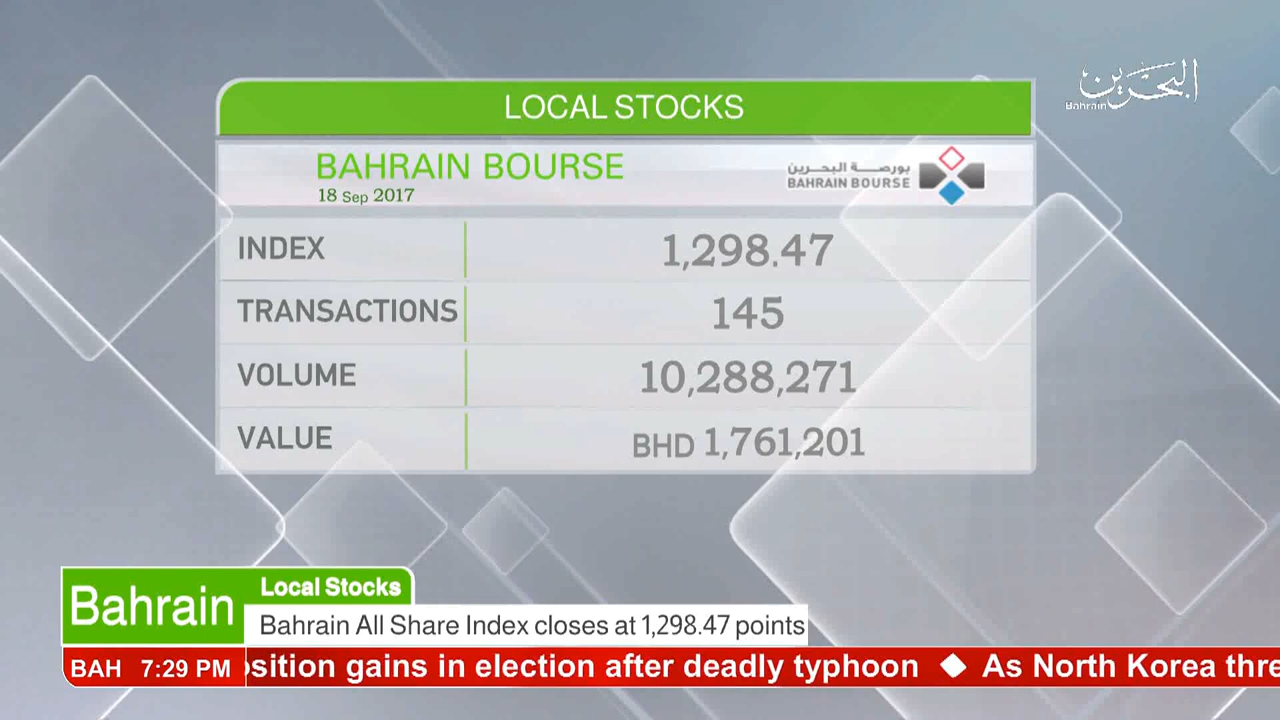 البحرين
Bahrain
LOCAL STOCKS
BAHRAIN BOURSE
18 Sep 2017
بورصة البحرين
BAHRAIN BOURSE
INDEX 1,298.47
TRANSACTIONS 145
VOLUME 10,288,271
VALUE BHD 1,761,201
Bahrain
Local Stocks
Bahrain All Share Index closes at 1,298.47 points
BAH 7:29 PM sition gains in election after deadly typhoon ◆ As North Korea thre